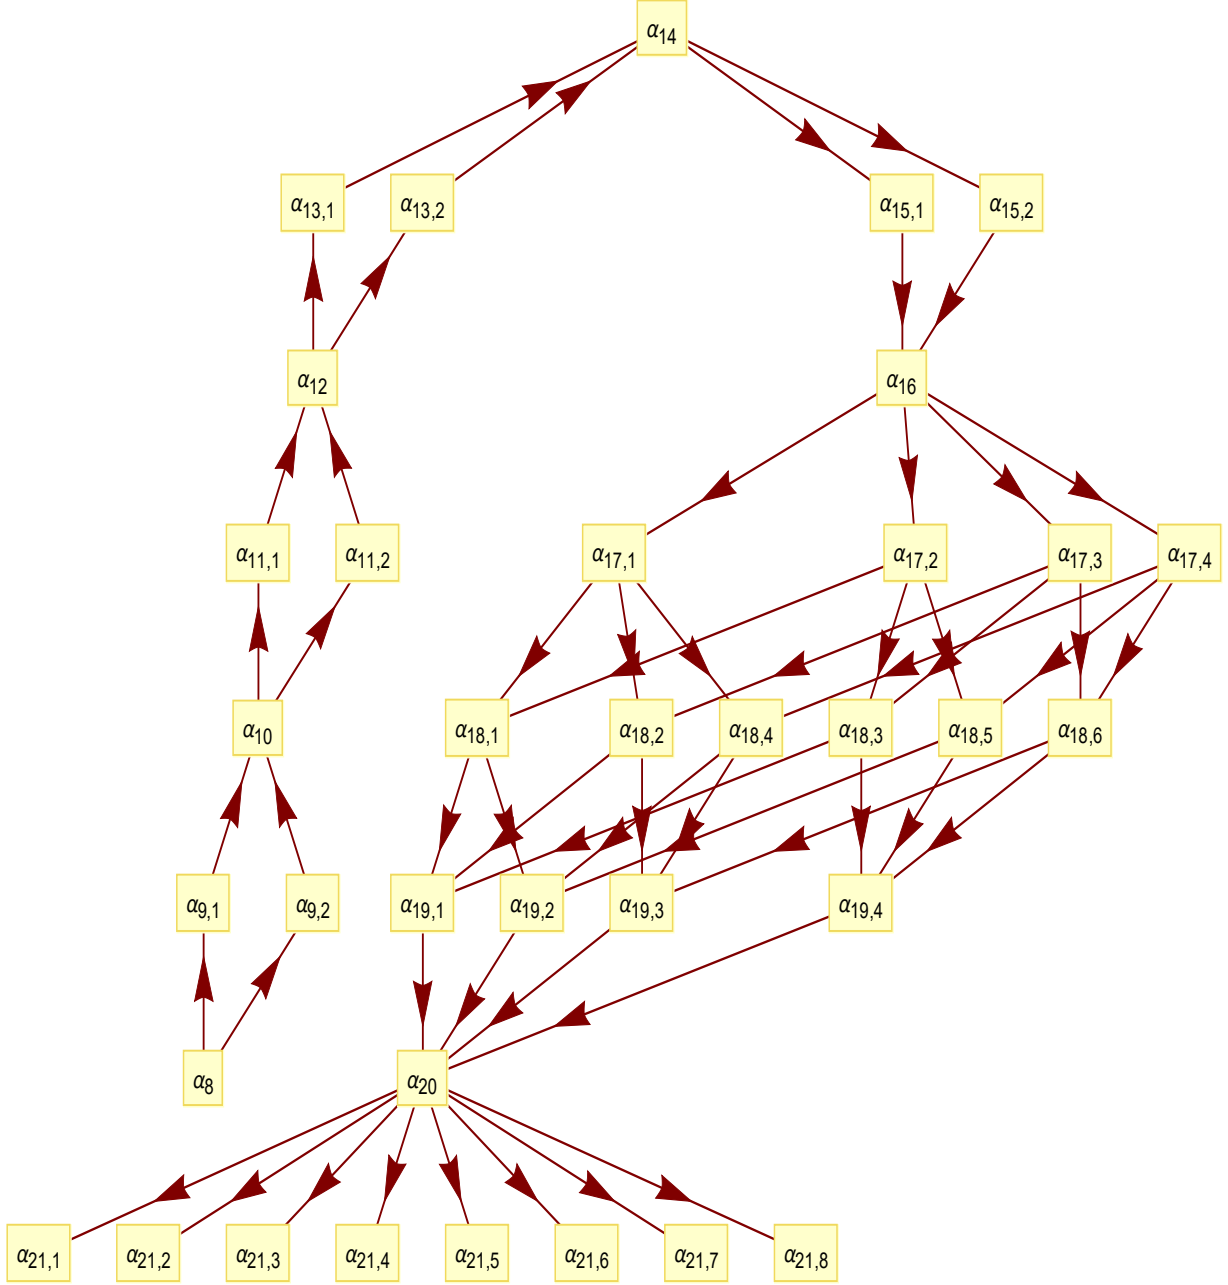 α14
α13,1 α13,2 α15,1 α15,2
α12 α16
α11,1 α11,2 α17,1 α17,2 α17,3 α17,4
α10 α18,1 α18,2 α18,4 α18,3 α18,5 α18,6
α9,1 α9,2 α19,1 α19,2 α19,3 α19,4
α8 α20
α21,1 α21,2 α21,3 α21,4 α21,5 α21,6 α21,7 α21,8